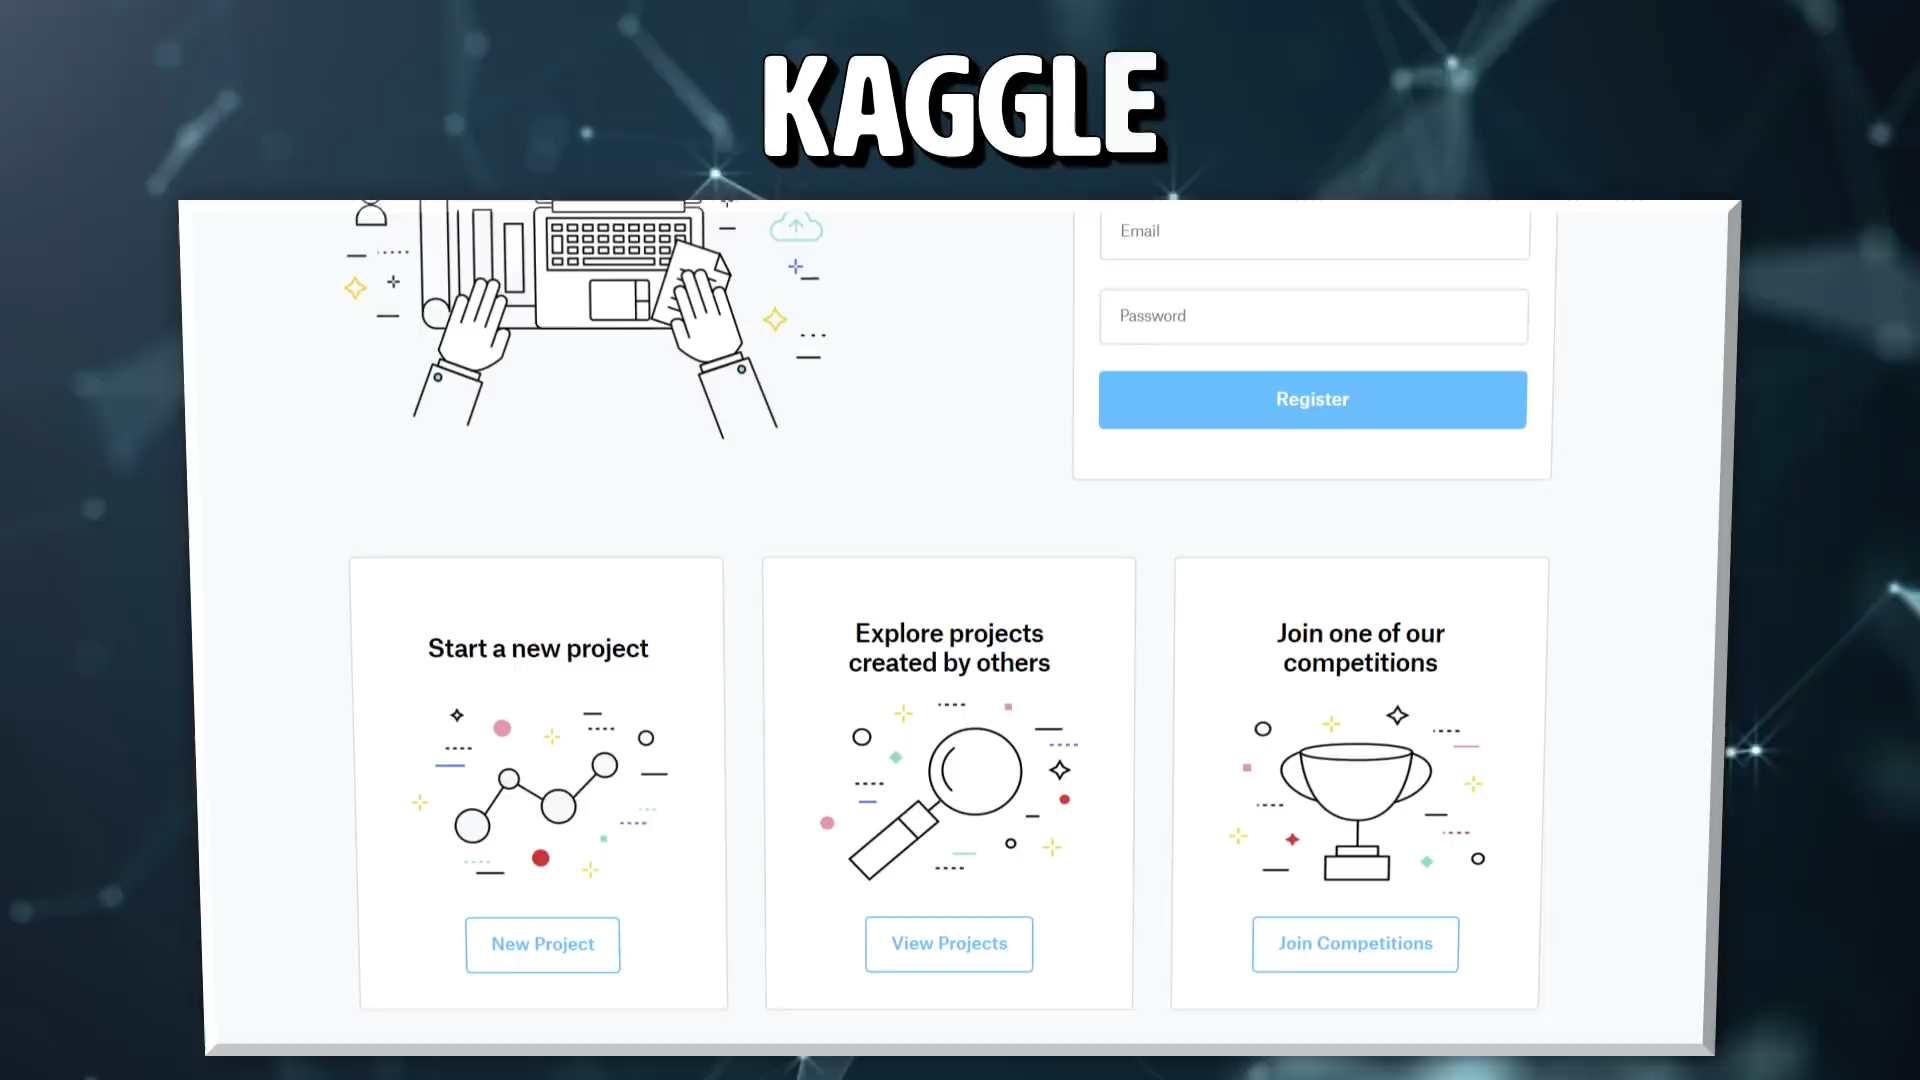 KAGGLE
Email
Password
Register
Start a new project
New Project
Explore projects
created by others
View Projects
Join one of our
competitions
Join Competitions